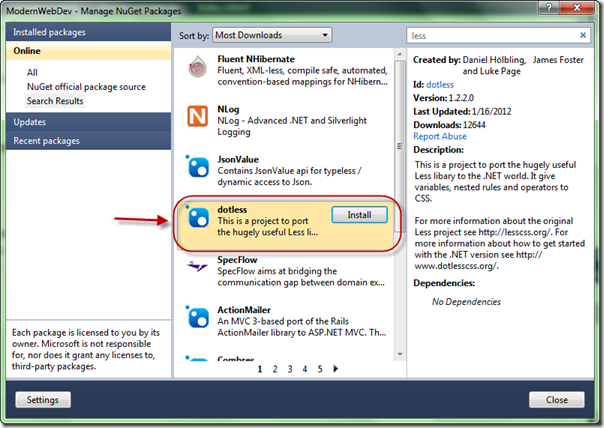 ModernWebDev - Manage NuGet Packages
Installed packages
Online
All
NuGet official package source
Search Results
Updates
Recent packages
Each package is licensed to you by its
owner. Microsoft is not responsible
for, nor does it grant any licenses to,
third-party packages.
Sort by: Most Downloads
Fluent NHibernate
Fluent, XML-less, compile safe, automated,
convention-based mappings for NHibern...
NLog
NLog - Advanced .NET and Silverlight
Logging
JsonValue
Contains JsonValue api for typeless /
dynamic access to Json.
dotless
This is a project to port
the hugely useful Less li...
Install
SpecFlow
SpecFlow aims at bridging the
communication gap between domain ex...
ActionMailer
An MVC 3-based port of the Rails
ActionMailer library to ASP.NET MVC. Th...
Combres
1 2 3 4 5
less
Created by: Daniel Hölbling, James Foster
and Luke Page
Id: dotless
Version: 1.2.2.0
Last Updated: 1/16/2012
Downloads: 12644
Report Abuse
Description:
This is a project to port the hugely useful
Less libary to the .NET world. It give
variables, nested rules and operators to
CSS.
For more information about the original
Less project see http://lesscss.org/. For
more information about how to get started
with the .NET version see http://
www.dotlesscss.org/.
Dependencies:
No Dependencies
Settings
Close